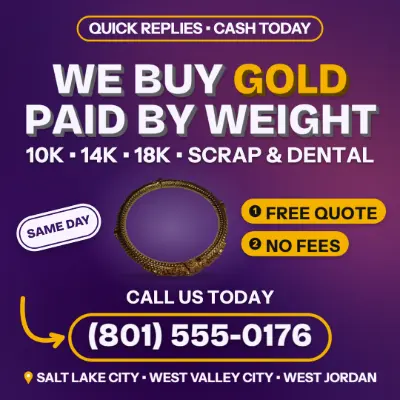 QUICK REPLIES • CASH TODAY
WE BUY GOLD
PAID BY WEIGHT
10K ▪ 14K ▪ 18K ▪ SCRAP & DENTAL
SAME DAY
1 FREE QUOTE
2 NO FEES
CALL US TODAY
(801) 555-0176
SALT LAKE CITY • WEST VALLEY CITY • WEST JORDAN